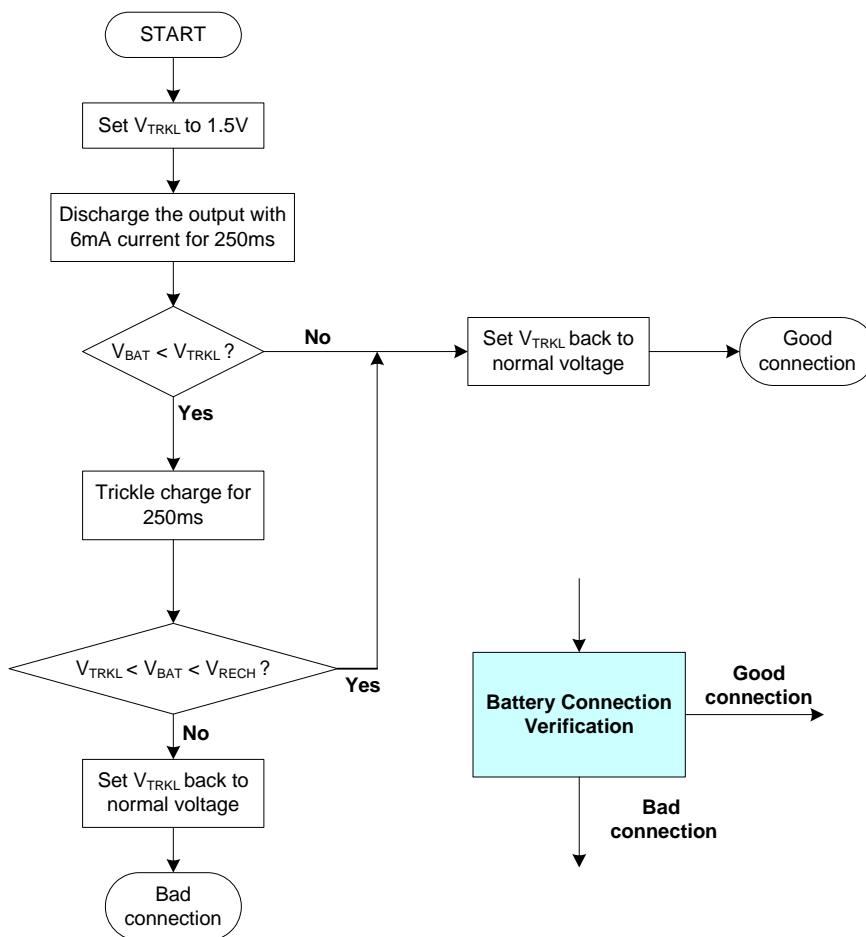 START
Set VTRKL to 1.5V
Discharge the output with
6mA current for 250ms
VBAT < VTRKL ?
No
Yes
Set VTRKL back to
normal voltage
Good
connection
Trickle charge for
250ms
VTRKL < VBAT < VRECH ?
Yes
No
Set VTRKL back to
normal voltage
Bad
connection
Battery Connection
Verification
Good
connection
Bad
connection